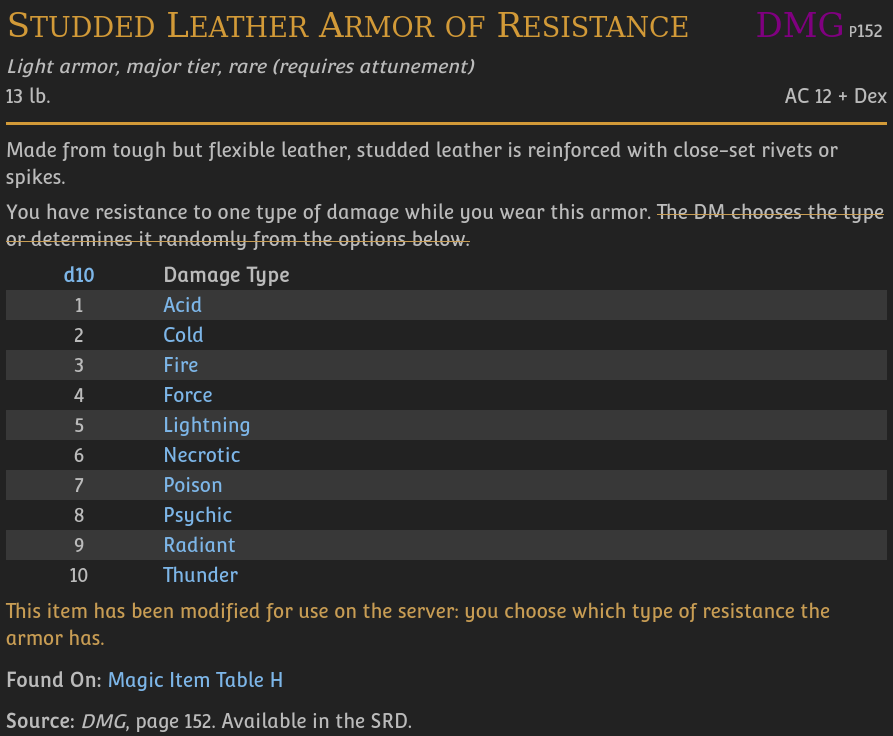 Studded Leather Armor of Resistance DMG P152
Light armor, major tier, rare (requires attunement)
13 lb. AC 12 + Dex
Made from tough but flexible leather, studded leather is reinforced with close-set rivets or
spikes.
You have resistance to one type of damage while you wear this armor. The DM chooses the type
or determines it randomly from the options below.
d10 Damage Type
1 Acid
2 Cold
3 Fire
4 Force
5 Lightning
6 Necrotic
7 Poison
8 Psychic
9 Radiant
10 Thunder
This item has been modified for use on the server: you choose which type of resistance the
armor has.
Found On: Magic Item Table H
Source: DMG, page 152. Available in the SRD.